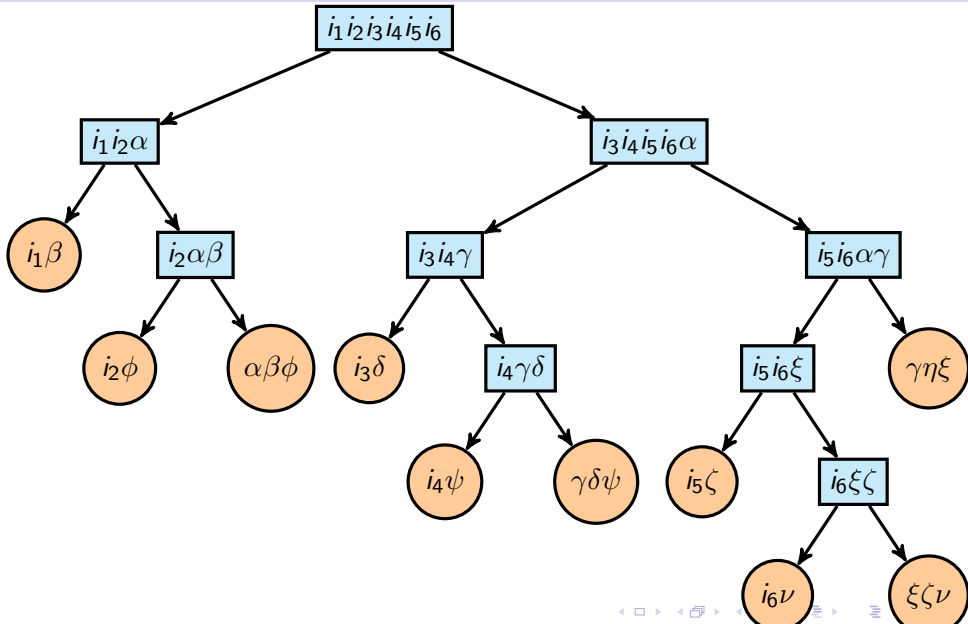 i₁i₂i₃i₄i₅i₆
i₁i₂α
i₃i₄i₅i₆α
i₁β
i₂αβ
i₃i₄γ
i₅i₆αγ
i₂ϕ
αβϕ
i₃δ
i₄γδ
i₅i₆ξ
γηξ
i₄ψ
γδψ
i₅ζ
i₆ξζ
i₆ν
ξζν